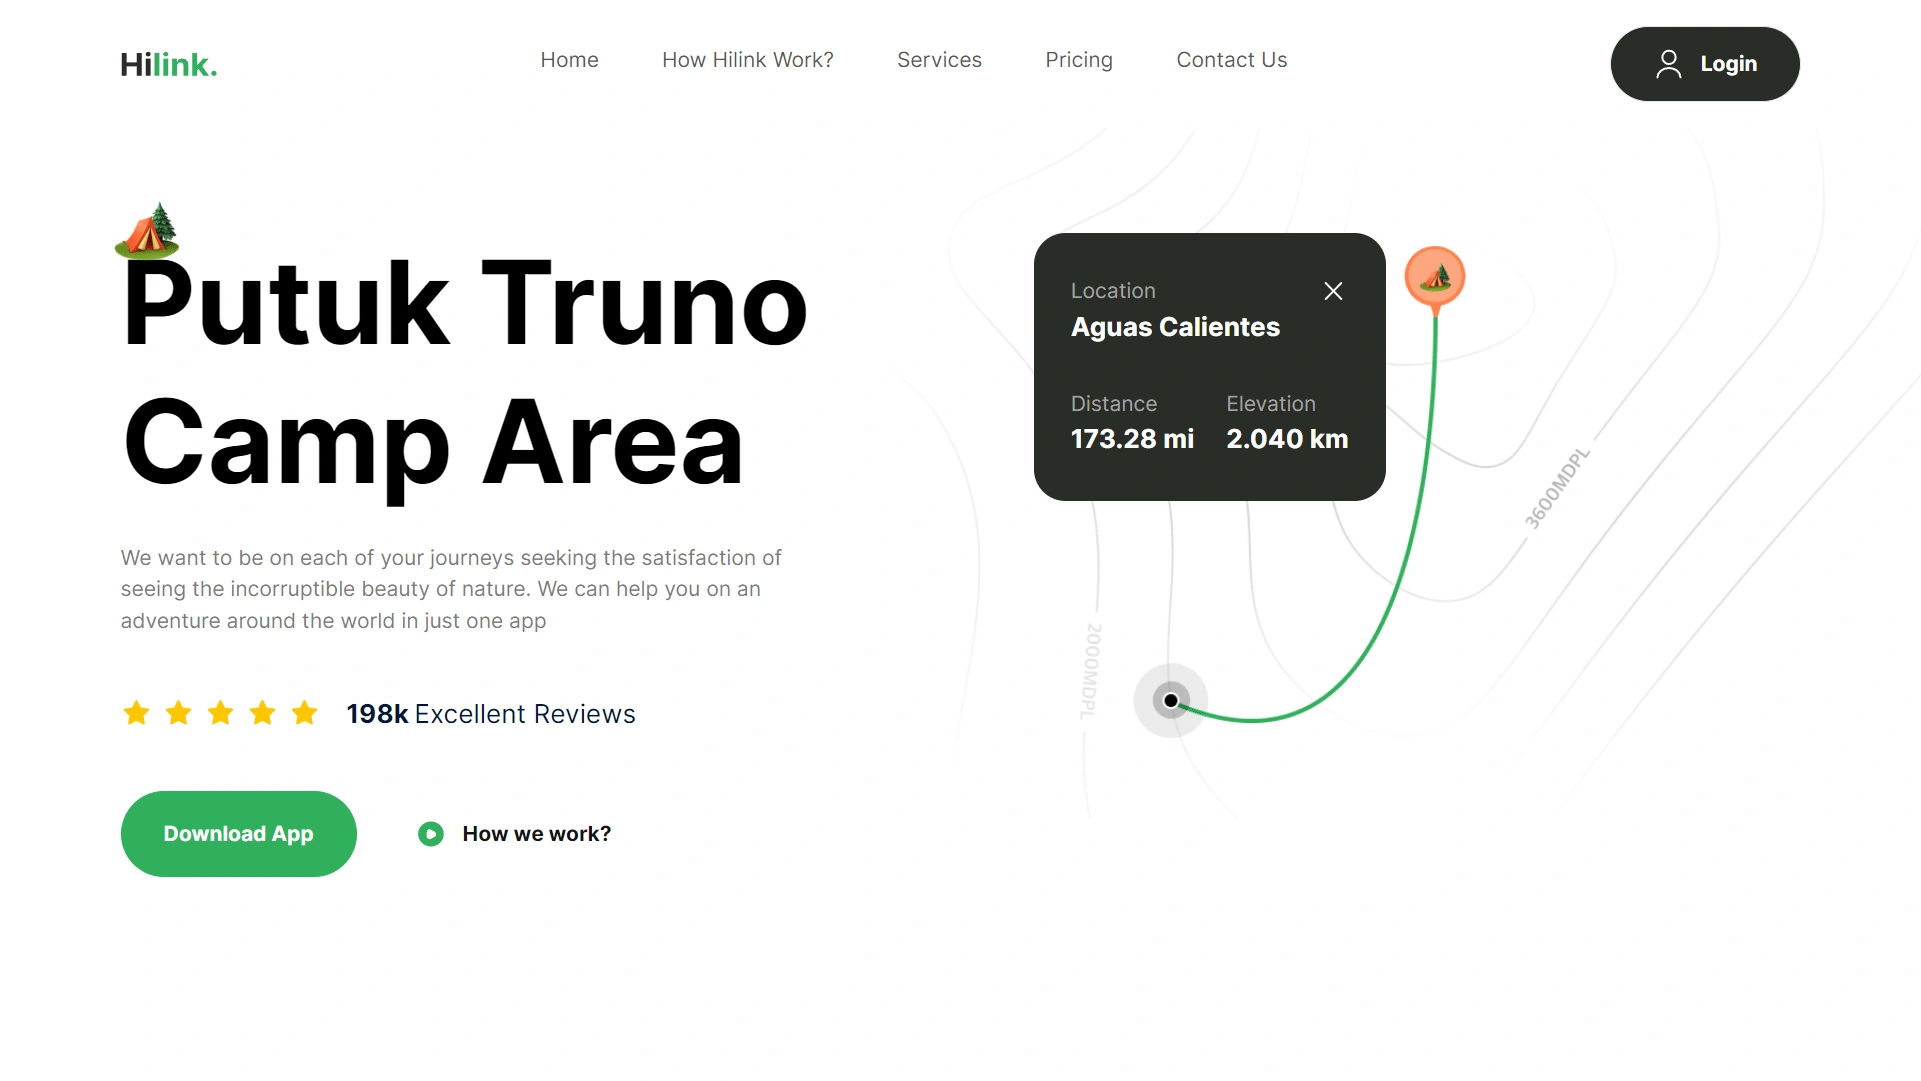 Hilink.
Home
How Hilink Work?
Services
Pricing
Contact Us
Login
Putuk Truno
Camp Area
We want to be on each of your journeys seeking the satisfaction of
seeing the incorruptible beauty of nature. We can help you on an
adventure around the world in just one app
198k Excellent Reviews
Download App
How we work?
Location
Aguas Calientes
Distance
Elevation
173.28 mi
2.040 km
3600MDPL
2000MDPL